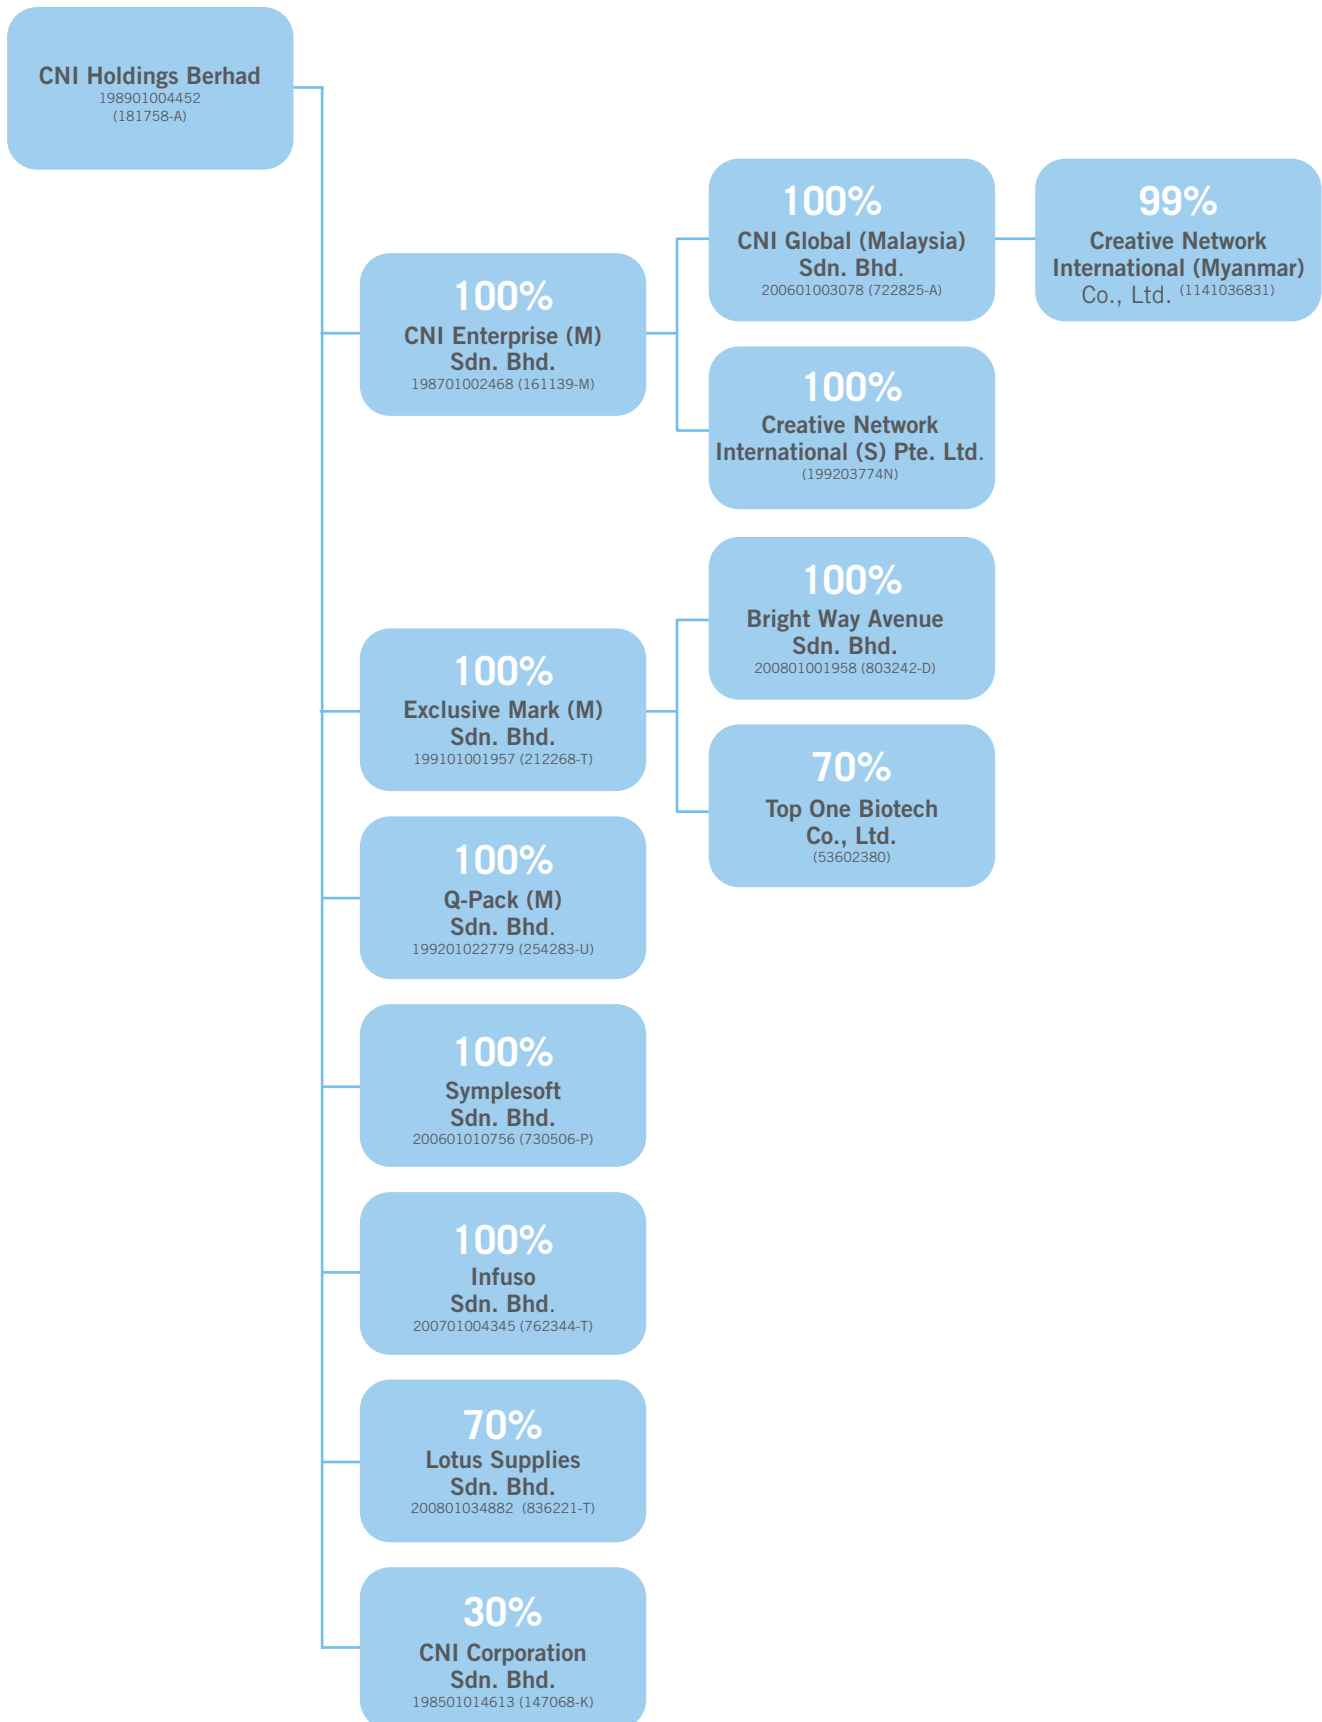 CNI Holdings Berhad
198901004452
(181758-A)
100%
CNI Enterprise (M)
Sdn. Bhd.
198701002468 (161139-M)
100%
CNI Global (Malaysia)
Sdn. Bhd.
200601003078 (722825-A)
99%
Creative Network
International (Myanmar)
Co., Ltd. (1141036831)
100%
Creative Network
International (S) Pte. Ltd.
(199203774N)
100%
Exclusive Mark (M)
Sdn. Bhd.
199101001957 (212268-T)
100%
Bright Way Avenue
Sdn. Bhd.
200801001958 (803242-D)
70%
Top One Biotech
Co., Ltd.
(53602380)
100%
Q-Pack (M)
Sdn. Bhd.
199201022779 (254283-U)
100%
Symplesoft
Sdn. Bhd.
200601010756 (730506-P)
100%
Infuso
Sdn. Bhd.
200701004345 (762344-T)
70%
Lotus Supplies
Sdn. Bhd.
200801034882 (836221-T)
30%
CNI Corporation
Sdn. Bhd.
198501014613 (147068-K)